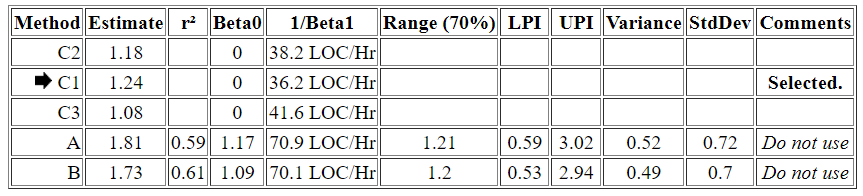 Method Estimate r² Beta0 1/Beta1 Range (70%) LPI UPI Variance StdDev Comments
C2 1.18 0 38.2 LOC/Hr
C1 1.24 0 36.2 LOC/Hr Selected.
C3 1.08 0 41.6 LOC/Hr
A 1.81 0.59 1.17 70.9 LOC/Hr 1.21 0.59 3.02 0.52 0.72 Do not use
B 1.73 0.61 1.09 70.1 LOC/Hr 1.2 0.53 2.94 0.49 0.7 Do not use